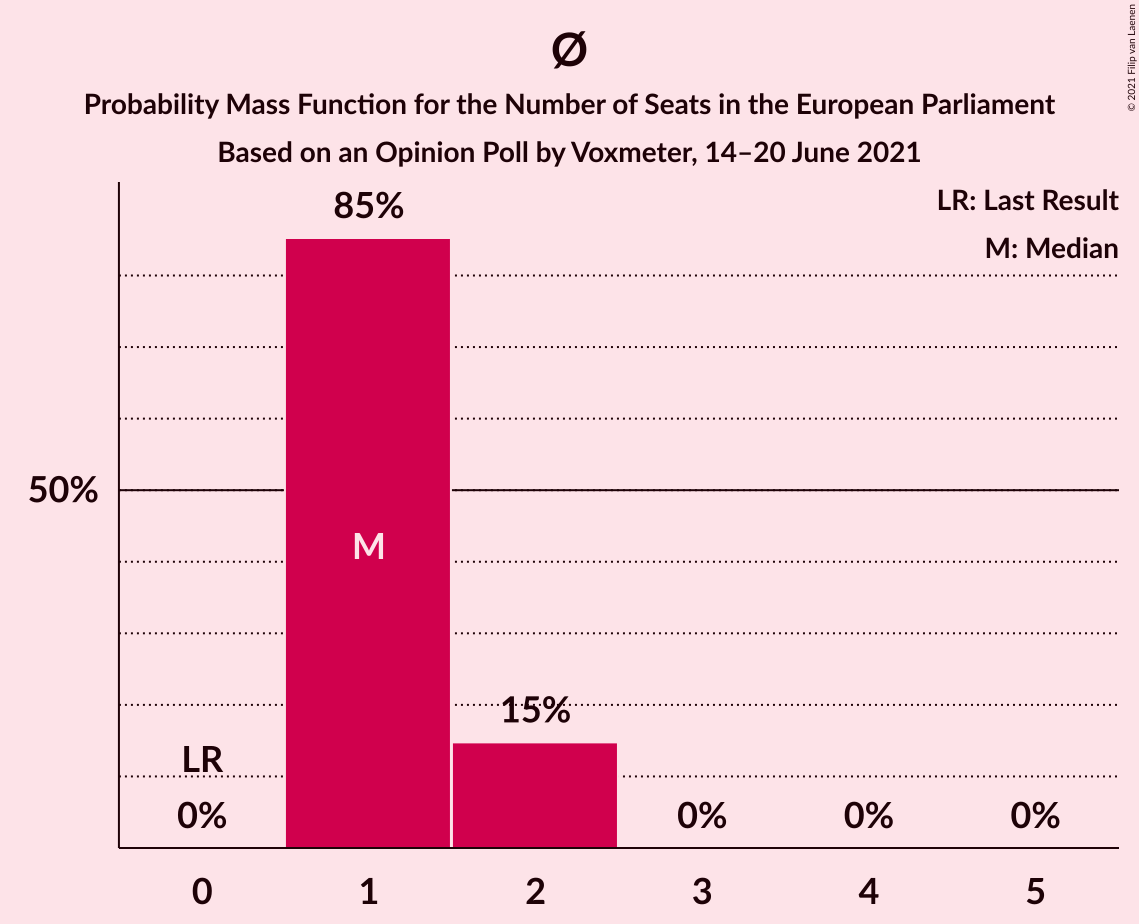 Ø
Probability Mass Function for the Number of Seats in the European Parliament
Based on an Opinion Poll by Voxmeter, 14–20 June 2021
© 2021 Filip van Laenen
LR: Last Result
M: Median
85%
50%
M
15%
LR
0%
0%
0%
0%
0
1
2
3
4
5